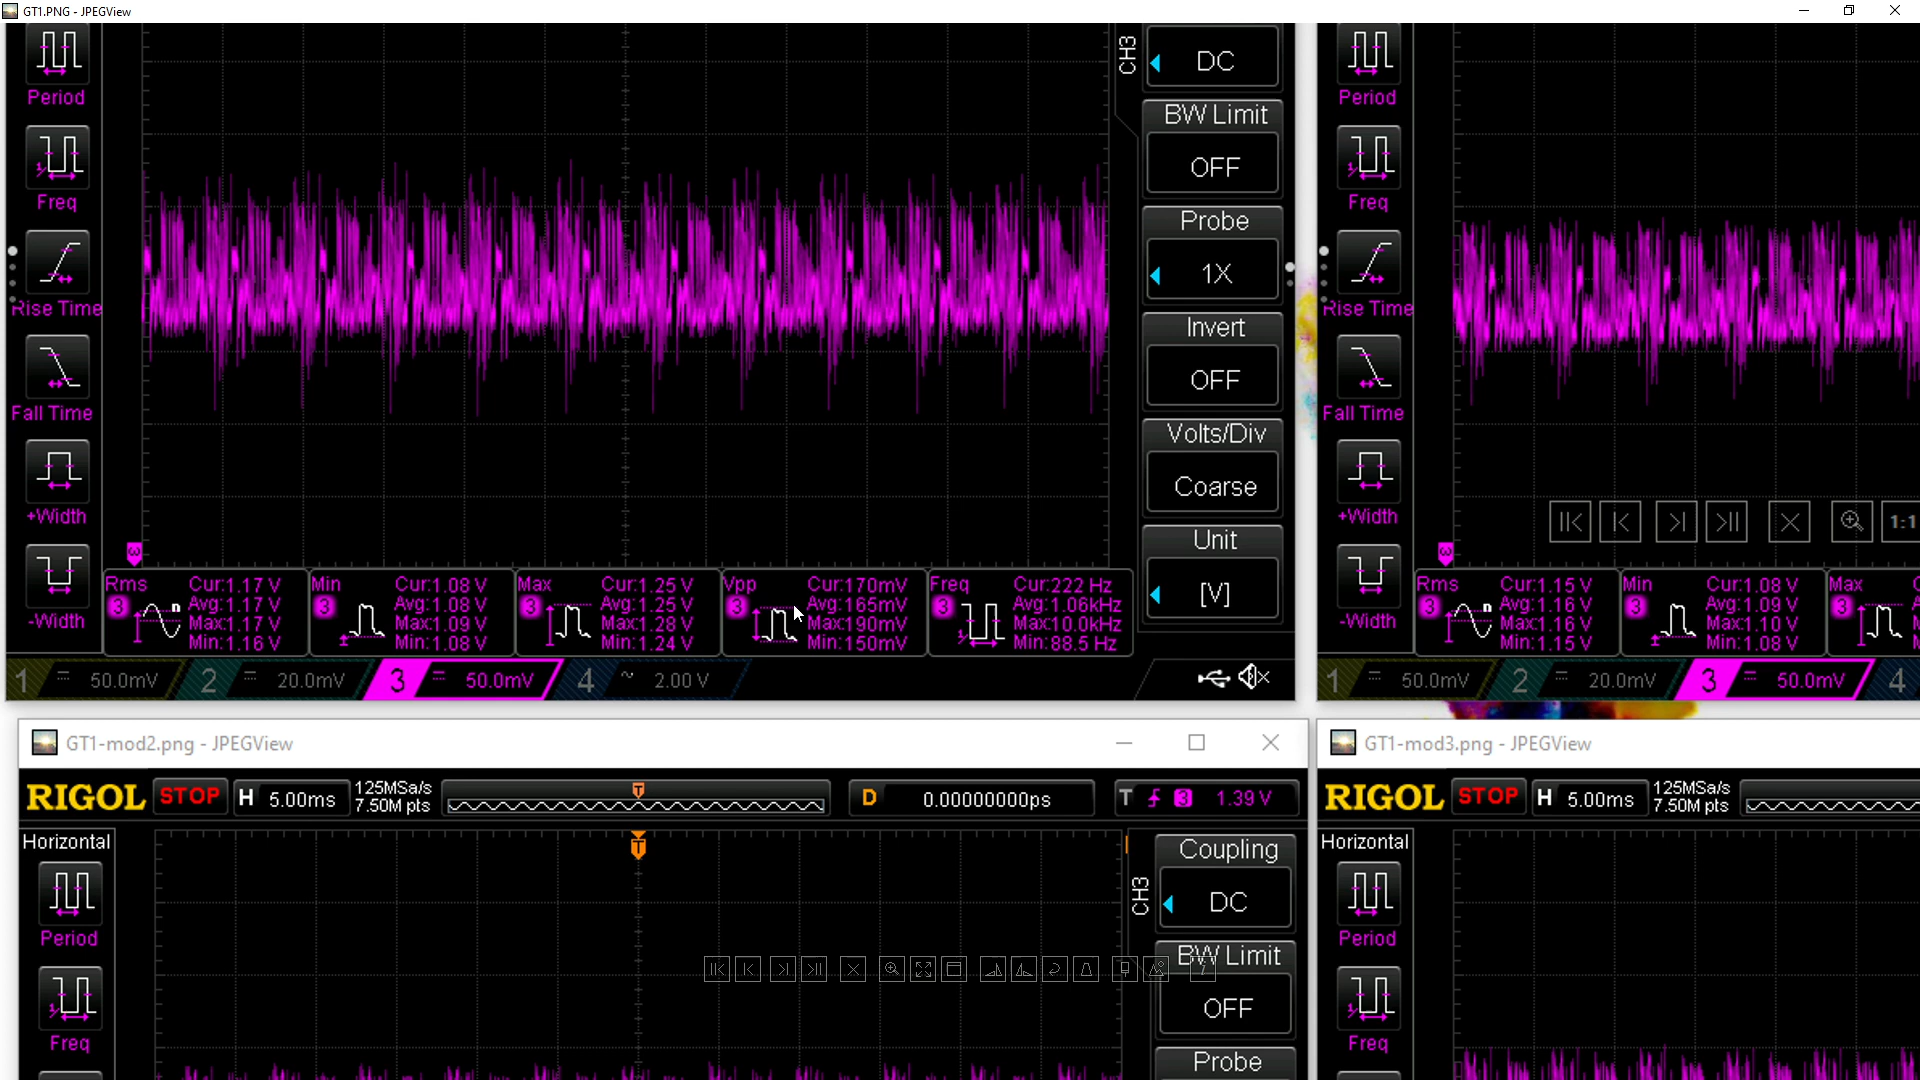 GT1.PNG - JPEGView
Period
Freq
Rise Time
Fall Time
+Width
-Width
CH3
DC
BW Limit
OFF
Probe
1X
Invert
OFF
Volts/Div
Coarse
Unit
[V]
Rms
3
Cur:1.17 V
Avg:1.17 V
Max:1.17 V
Min:1.16 V
Min
3
Cur:1.08 V
Avg:1.08 V
Max:1.09 V
Min:1.08 V
Max
3
Cur:1.25 V
Avg:1.25 V
Max:1.28 V
Min:1.24 V
Vpp
3
Cur:170mV
Avg:165mV
Max:190mV
Min:150mV
Freq
3
Cur:222 Hz
Avg:1.06kHz
Max:10.0kHz
Min:88.5 Hz
1 50.0mV
2 20.0mV
3 50.0mV
4 2.00 V
Period
Freq
Rise Time
Fall Time
+Width
-Width
1:1
Rms
3
Cur:1.15 V
Avg:1.16 V
Max:1.16 V
Min:1.15 V
Min
3
Cur:1.08 V
Avg:1.09 V
Max:1.10 V
Min:1.08 V
Max
3
1 50.0mV
2 20.0mV
3 50.0mV
4
GT1-mod2.png - JPEGView
RIGOL STOP H 5.00ms
125MSa/s
7.50M pts
T
D 0.00000000ps
T 3 1.39 V
Horizontal
Period
Freq
T
CH3
Coupling
DC
BW Limit
OFF
Probe
GT1-mod3.png - JPEGView
RIGOL STOP H 5.00ms
125MSa/s
7.50M pts
Horizontal
Period
Freq